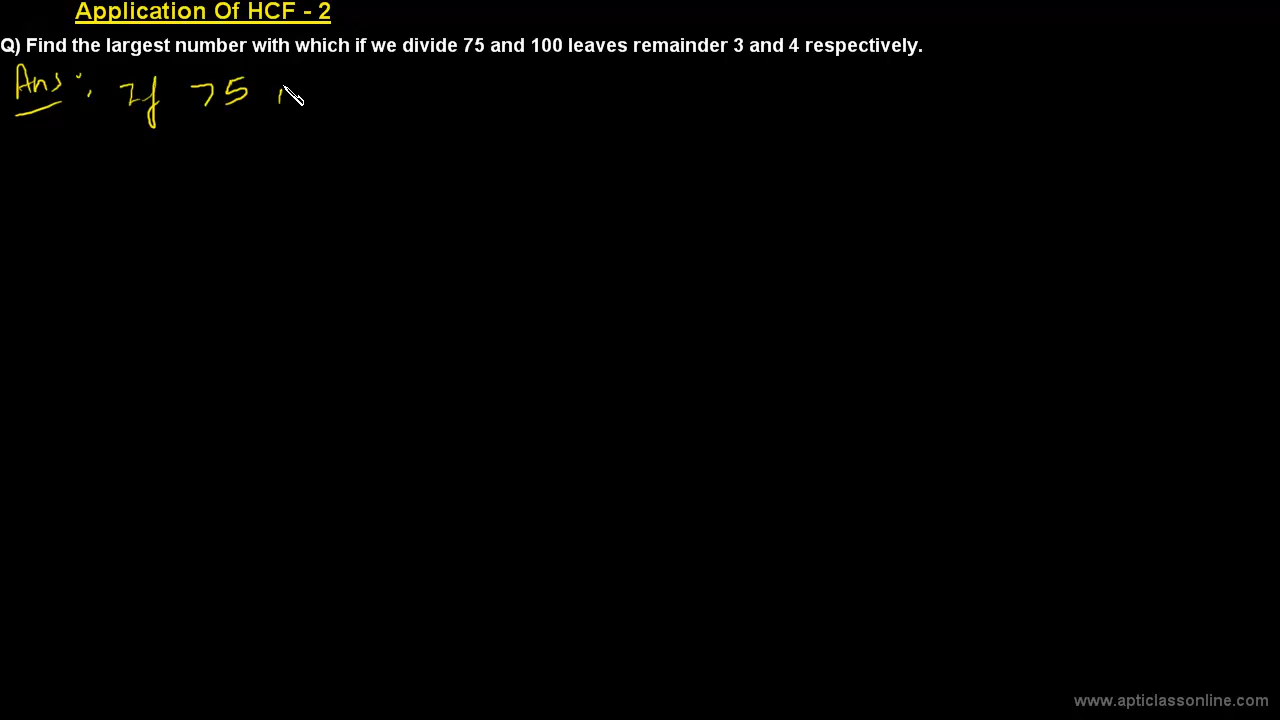 Application Of HCF - 2
Q) Find the largest number with which if we divide 75 and 100 leaves remainder 3 and 4 respectively.
Ans: If 75
www.apticlassonline.com